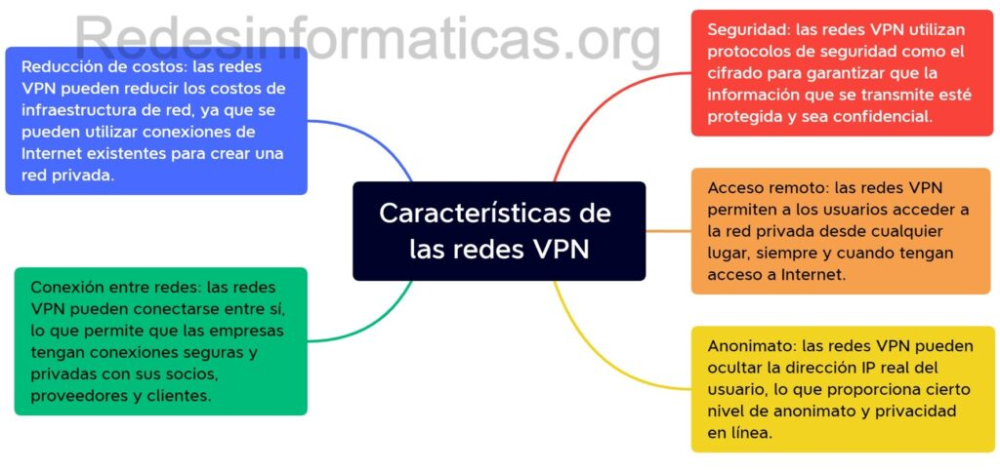 Redesinformaticas.org
Reducción de costos: las redes
VPN pueden reducir los costos de
infraestructura de red, ya que se
pueden utilizar conexiones de
Internet existentes para crear una
red privada.
Conexión entre redes: las redes
VPN pueden conectarse entre sí,
lo que permite que las empresas
tengan conexiones seguras y
privadas con sus socios,
proveedores y clientes.
Características de
las redes VPN
Seguridad: las redes VPN utilizan
protocolos de seguridad como el
cifrado para garantizar que la
información que se transmite esté
protegida y sea confidencial.
Acceso remoto: las redes VPN
permiten a los usuarios acceder a
la red privada desde cualquier
lugar, siempre y cuando tengan
acceso a Internet.
Anonimato: las redes VPN pueden
ocultar la dirección IP real del
usuario, lo que proporciona cierto
nivel de anonimato y privacidad
en línea.